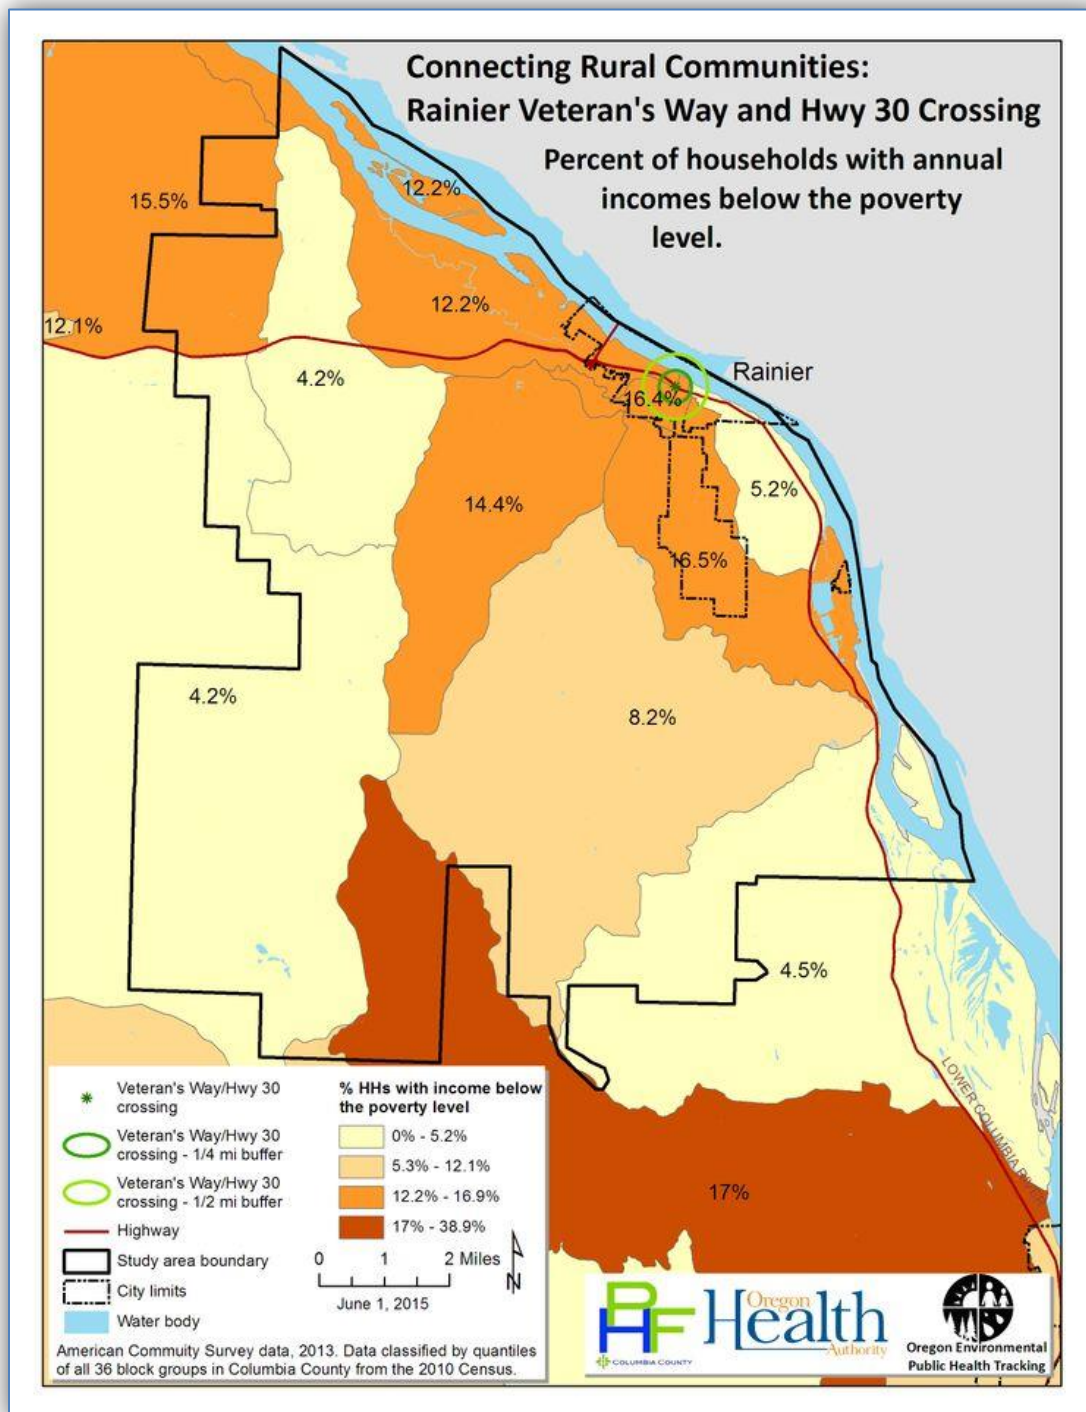 Connecting Rural Communities:
Rainier Veteran's Way and Hwy 30 Crossing
Percent of households with annual
incomes below the poverty
level.
15.5%
12.2%
12.2%
12.1%
4.2%
Rainier
16.4%
5.2%
14.4%
16.5%
4.2%
8.2%
4.5%
LOWER COLUMBIA RIVER
17%
Veteran's Way/Hwy 30
crossing
Veteran's Way/Hwy 30
crossing - 1/4 mi buffer
Veteran's Way/Hwy 30
crossing - 1/2 mi buffer
Highway
Study area boundary
City limits
Water body
% HHs with income below
the poverty level
0% - 5.2%
5.3% - 12.1%
12.2% - 16.9%
17% - 38.9%
0 1 2 Miles
N
June 1, 2015
American Commuity Survey data, 2013. Data classified by quantiles
of all 36 block groups in Columbia County from the 2010 Census.
PHF
COLUMBIA COUNTY
Oregon
Health
Authority
Oregon Environmental
Public Health Tracking